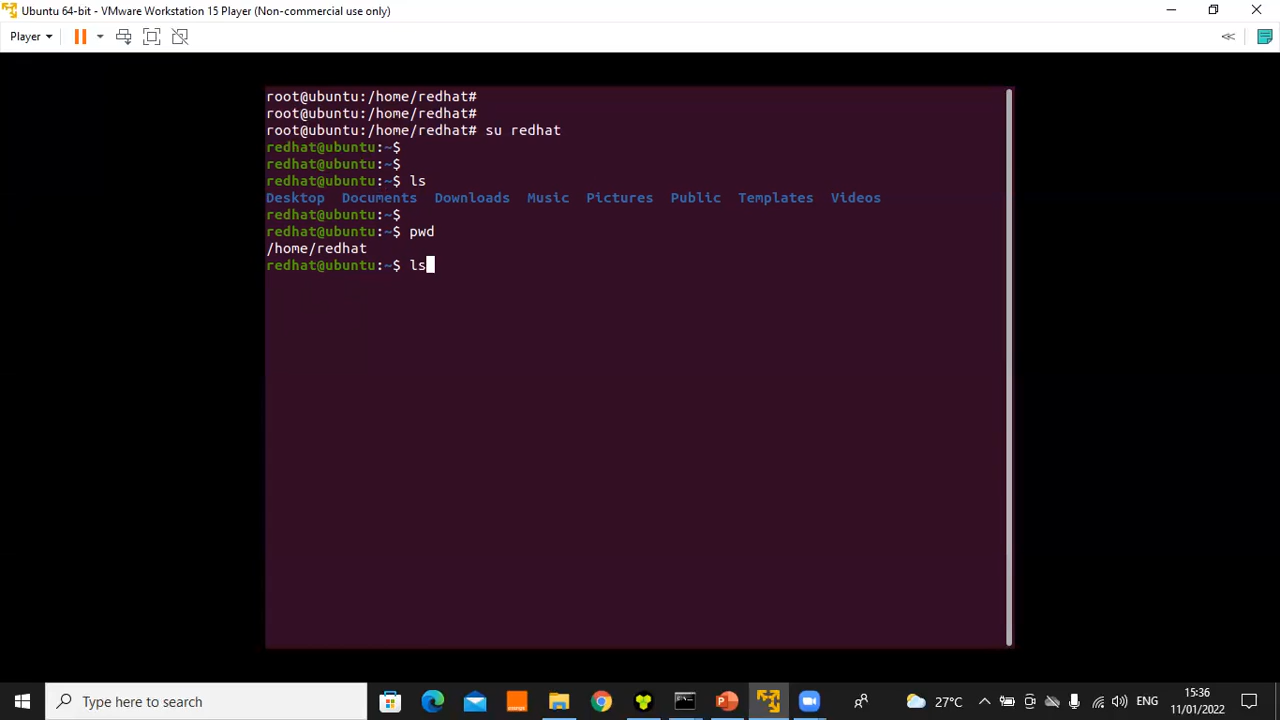 Ubuntu 64-bit - VMware Workstation 15 Player (Non-commercial use only)
Player
root@ubuntu:/home/redhat#
root@ubuntu:/home/redhat#
root@ubuntu:/home/redhat# su redhat
redhat@ubuntu:~$
redhat@ubuntu:~$
redhat@ubuntu:~$ ls
Desktop Documents Downloads Music Pictures Public Templates Videos
redhat@ubuntu:~$
redhat@ubuntu:~$ pwd
/home/redhat
redhat@ubuntu:~$ ls
Type here to search
27°C
ENG
15:36
11/01/2022